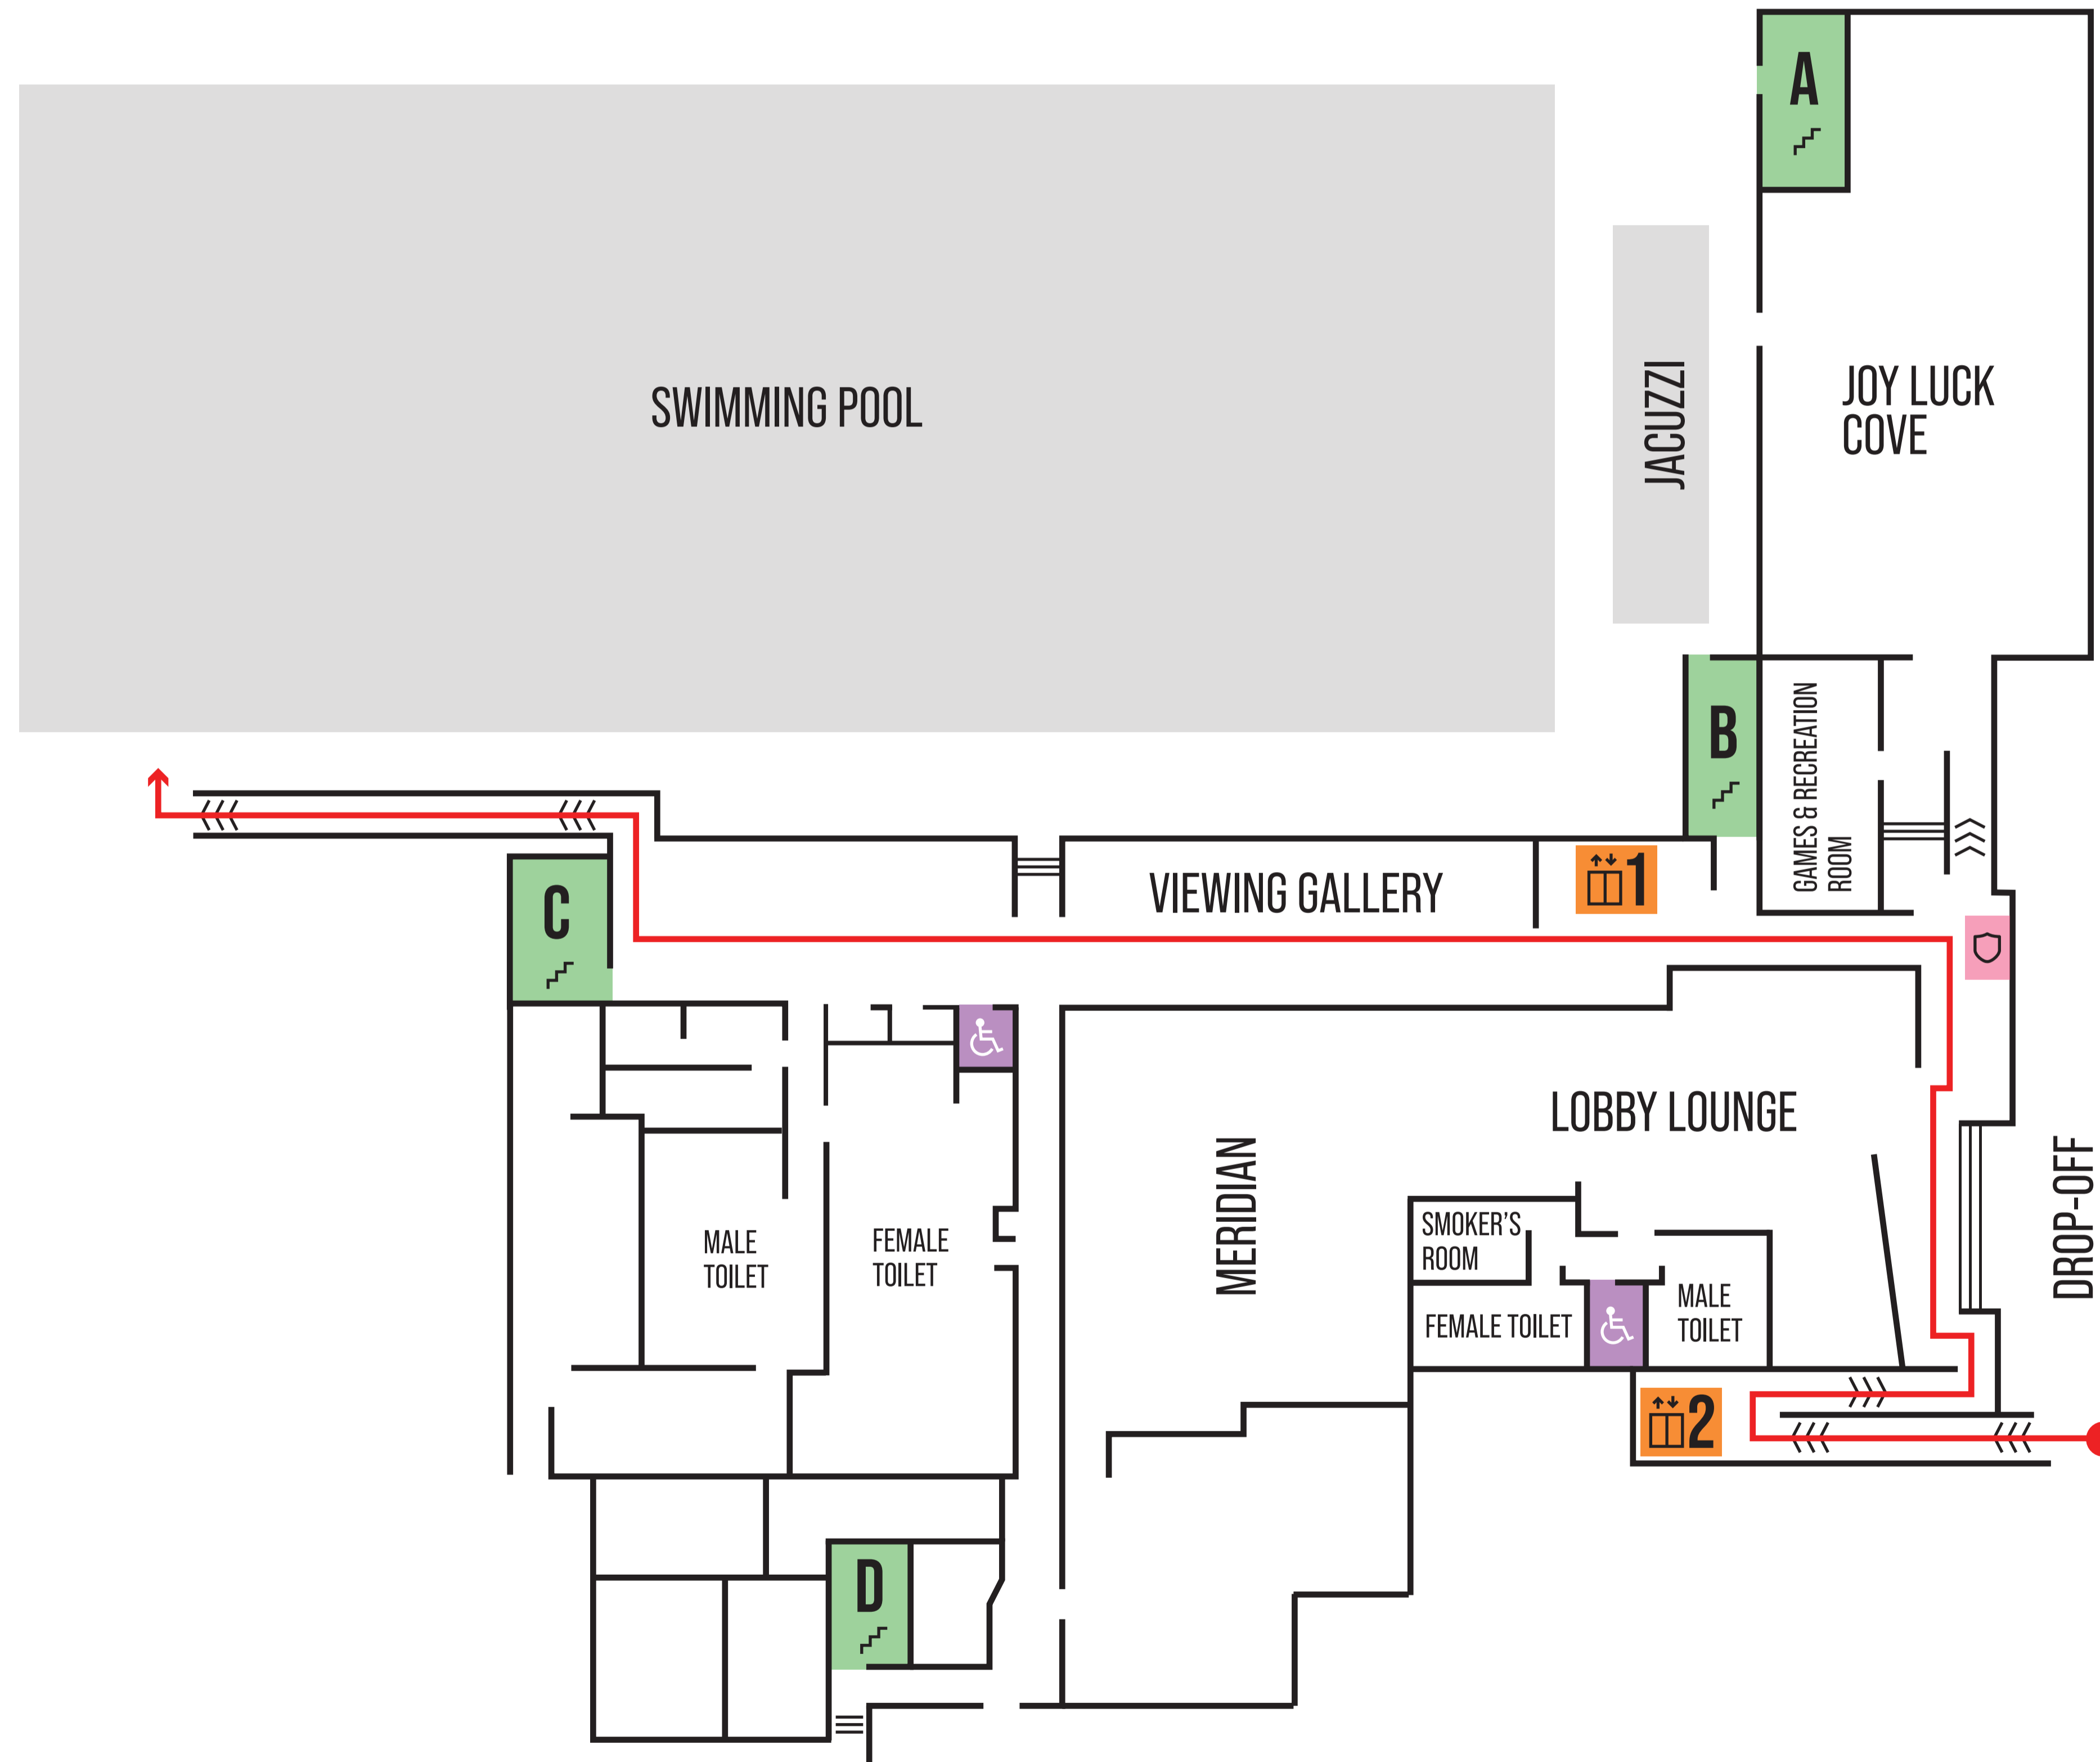 A
SWIMMING POOL
JACUZZI
JOY LUCK
COVE
B
GAMES & RECREATION
ROOM
C
VIEWING GALLERY
1
LOBBY LOUNGE
MERIDIAN
DROP-OFF
SMOKER'S
ROOM
MALE
TOILET
FEMALE
TOILET
FEMALE TOILET
MALE
TOILET
2
D